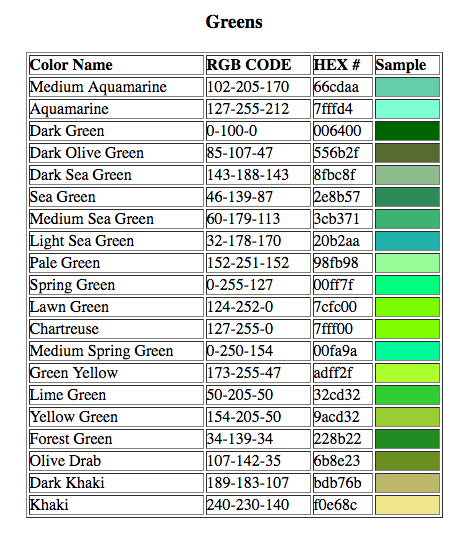 Greens
Color Name RGB CODE HEX # Sample
Medium Aquamarine 102-205-170 66cdaa
Aquamarine 127-255-212 7fffd4
Dark Green 0-100-0 006400
Dark Olive Green 85-107-47 556b2f
Dark Sea Green 143-188-143 8fbc8f
Sea Green 46-139-87 2e8b57
Medium Sea Green 60-179-113 3cb371
Light Sea Green 32-178-170 20b2aa
Pale Green 152-251-152 98fb98
Spring Green 0-255-127 00ff7f
Lawn Green 124-252-0 7cfc00
Chartreuse 127-255-0 7fff00
Medium Spring Green 0-250-154 00fa9a
Green Yellow 173-255-47 adff2f
Lime Green 50-205-50 32cd32
Yellow Green 154-205-50 9acd32
Forest Green 34-139-34 228b22
Olive Drab 107-142-35 6b8e23
Dark Khaki 189-183-107 bdb76b
Khaki 240-230-140 f0e68c